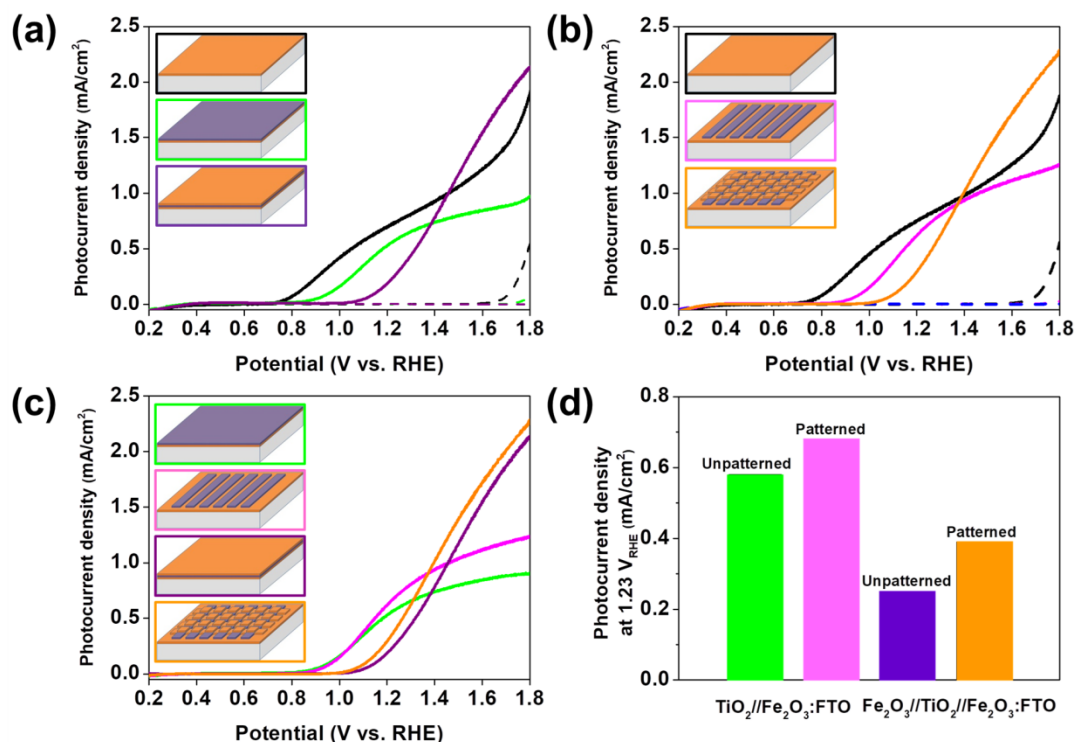 (a)
Photocurrent density (mA/cm²)
2.5
2.0
1.5
1.0
0.5
0.0
0.2 0.4 0.6 0.8 1.0 1.2 1.4 1.6 1.8
Potential (V vs. RHE)
(b)
Photocurrent density (mA/cm²)
2.5
2.0
1.5
1.0
0.5
0.0
0.2 0.4 0.6 0.8 1.0 1.2 1.4 1.6 1.8
Potential (V vs. RHE)
(c)
Photocurrent density (mA/cm²)
2.5
2.0
1.5
1.0
0.5
0.0
0.2 0.4 0.6 0.8 1.0 1.2 1.4 1.6 1.8
Potential (V vs. RHE)
(d)
Photocurrent density
at 1.23 V_RHE (mA/cm²)
0.8
0.6
0.4
0.2
0.0
Unpatterned
Patterned
Unpatterned
Patterned
TiO₂//Fe₂O₃:FTO Fe₂O₃//TiO₂//Fe₂O₃:FTO